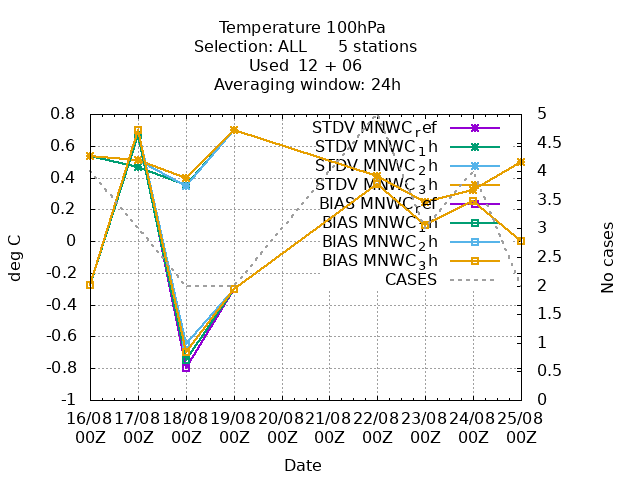 Temperature 100hPa
Selection: ALL      5 stations
Used  12 + 06
Averaging window: 24h
0.8
0.6
0.4
0.2
0
-0.2
-0.4
-0.6
-0.8
-1
deg C
5
4.5
4
3.5
3
2.5
2
1.5
1
0.5
0
No cases
STDV MNWC_ref
STDV MNWC_1h
STDV MNWC_2h
STDV MNWC_3h
BIAS MNWC_ref
BIAS MNWC_1h
BIAS MNWC_2h
BIAS MNWC_3h
CASES
16/08 17/08 18/08 19/08 20/08 21/08 22/08 23/08 24/08 25/08
00Z 00Z 00Z 00Z 00Z 00Z 00Z 00Z 00Z 00Z
Date